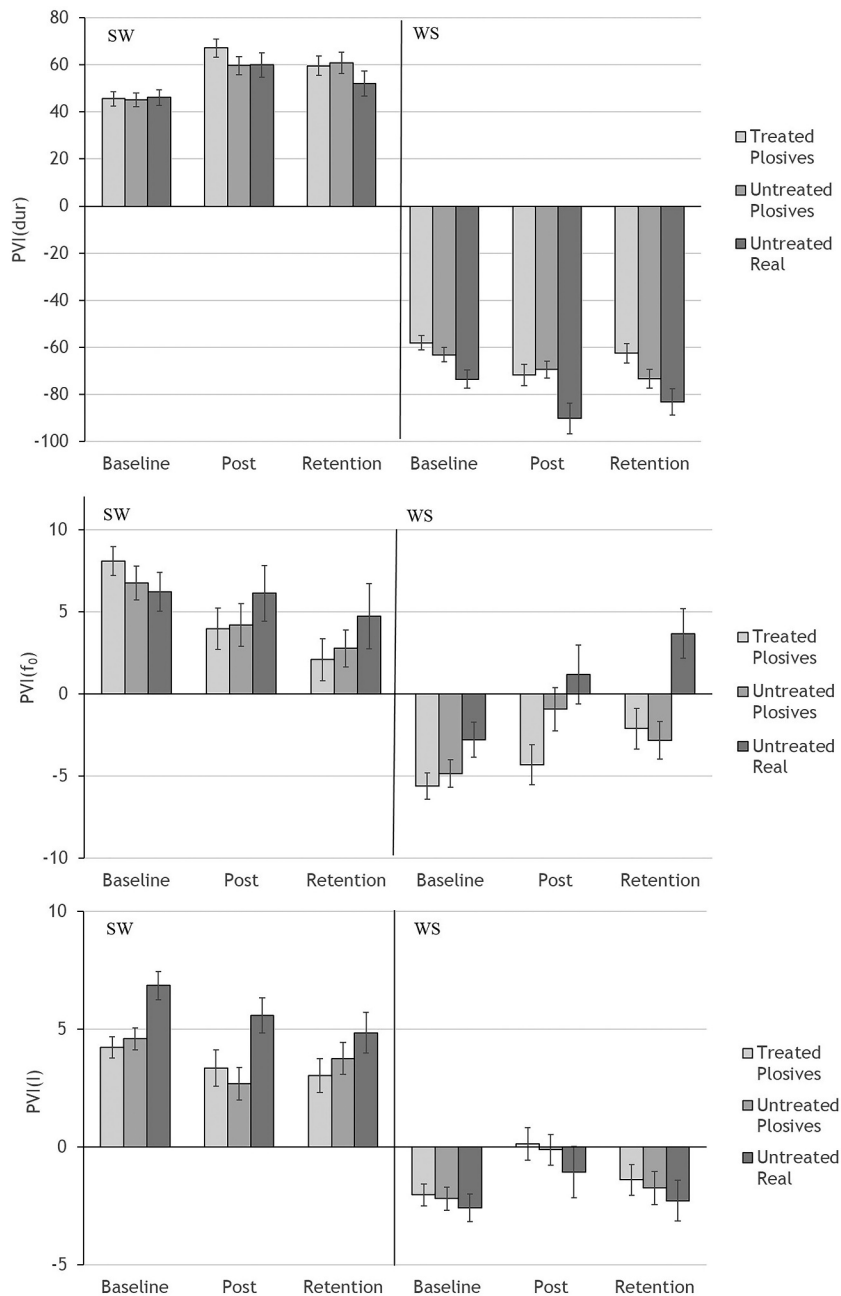 80
60
40
20
0
-20
-40
-60
-80
-100
PVI(dur)
SW
WS
Baseline
Post
Retention
Baseline
Post
Retention
Treated
Plosives
Untreated
Plosives
Untreated
Real
10
5
0
-5
-10
PVI(f₀)
SW
WS
Baseline
Post
Retention
Baseline
Post
Retention
Treated
Plosives
Untreated
Plosives
Untreated
Real
10
5
0
-5
PVI(I)
SW
WS
Baseline
Post
Retention
Baseline
Post
Retention
Treated
Plosives
Untreated
Plosives
Untreated
Real